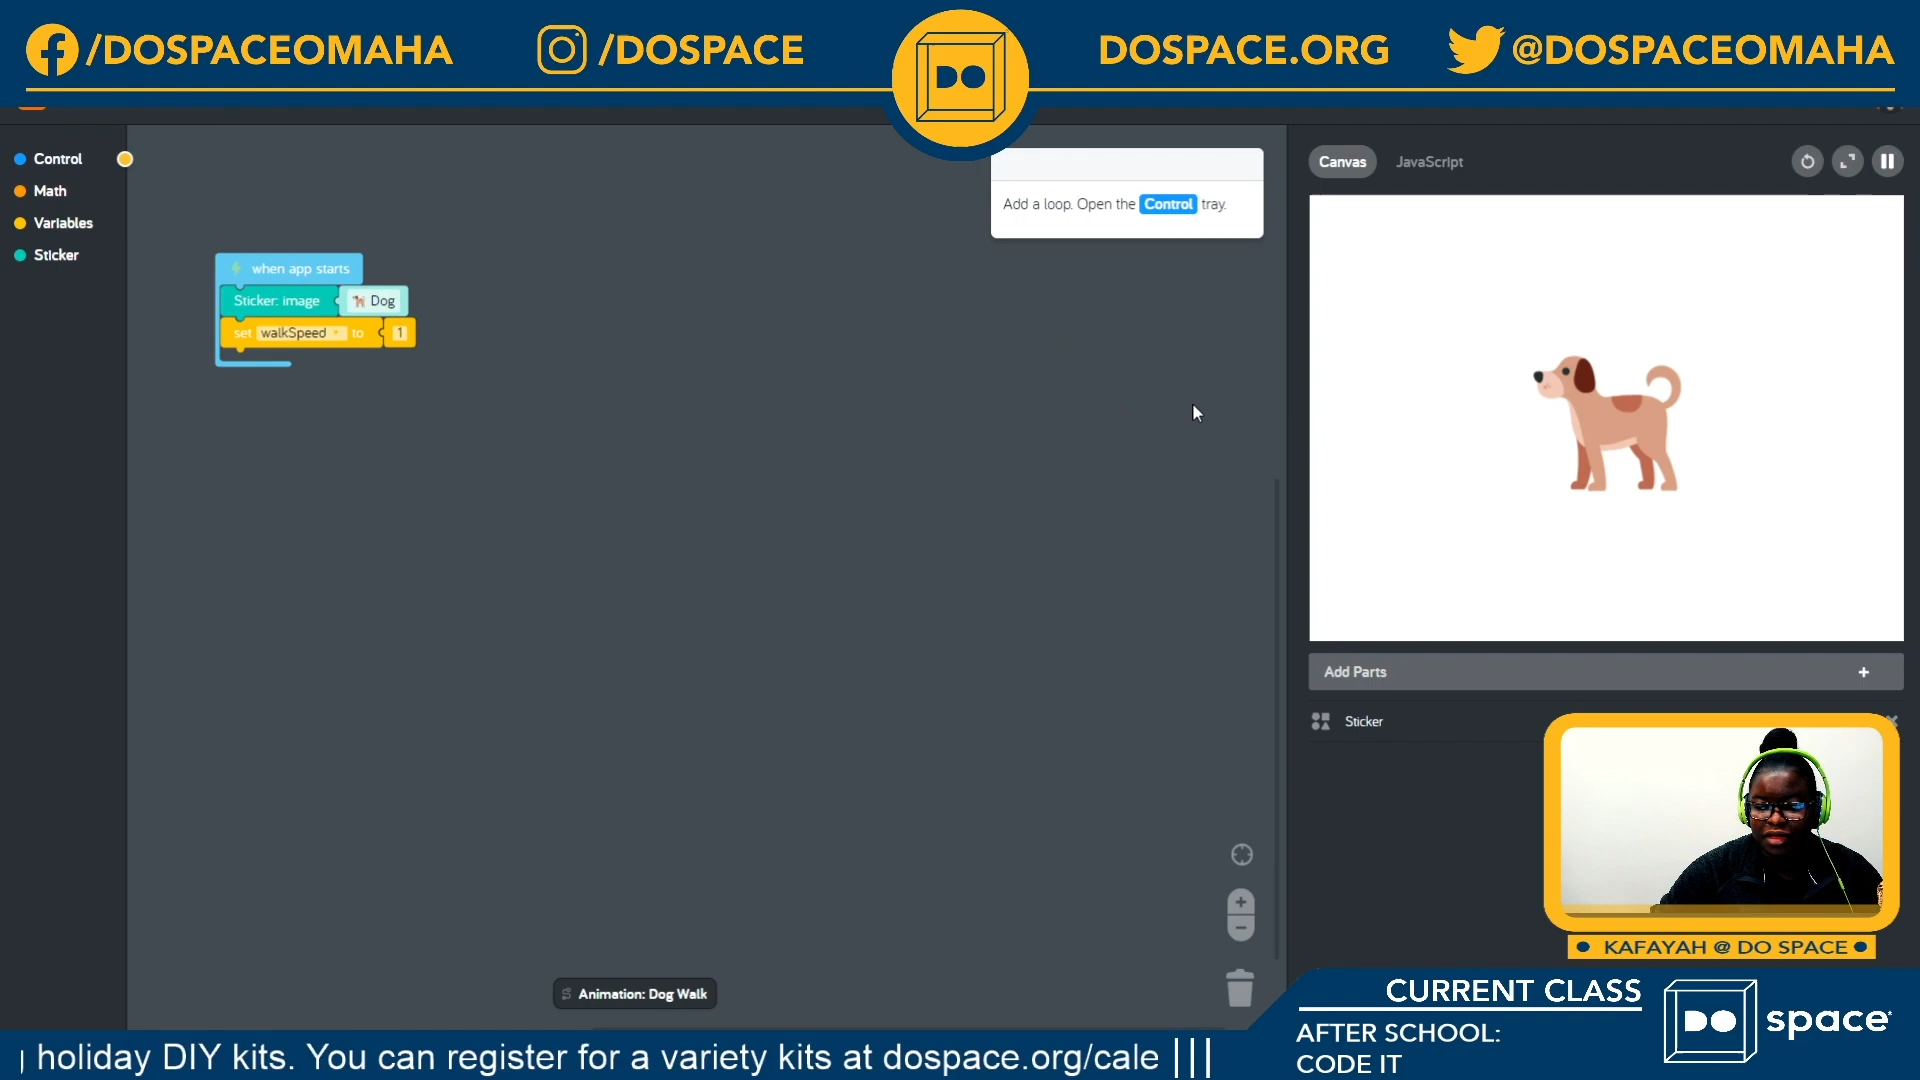 /DOSPACEOMAHA
/DOSPACE
DO
DOSPACE.ORG
@DOSPACEOMAHA
Control
Math
Variables
Sticker
when app starts
Sticker: image Dog
set walkSpeed to 1
Add a loop. Open the Control tray.
Canvas JavaScript
Add Parts +
Sticker
KAFAYAH @ DO SPACE
Animation: Dog Walk
CURRENT CLASS
AFTER SCHOOL:
CODE IT
DO space
holiday DIY kits. You can register for a variety kits at dospace.org/cale |||